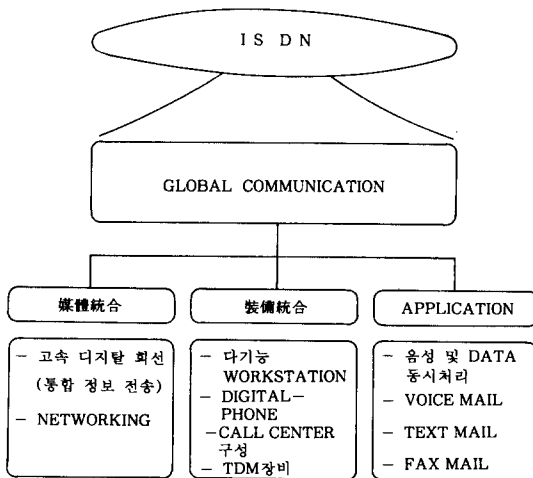 IS DN
GLOBAL COMMUNICATION
媒體統合
- 고속 디지탈 회선
(통합 정보 전송)
- NETWORKING
裝備統合
- 다기능
WORKSTATION
- DIGITAL-
PHONE
-CALL CENTER
구성
- TDM장비
APPLICATION
- 음성 및 DATA
동시처리
- VOICE MAIL
- TEXT MAIL
- FAX MAIL